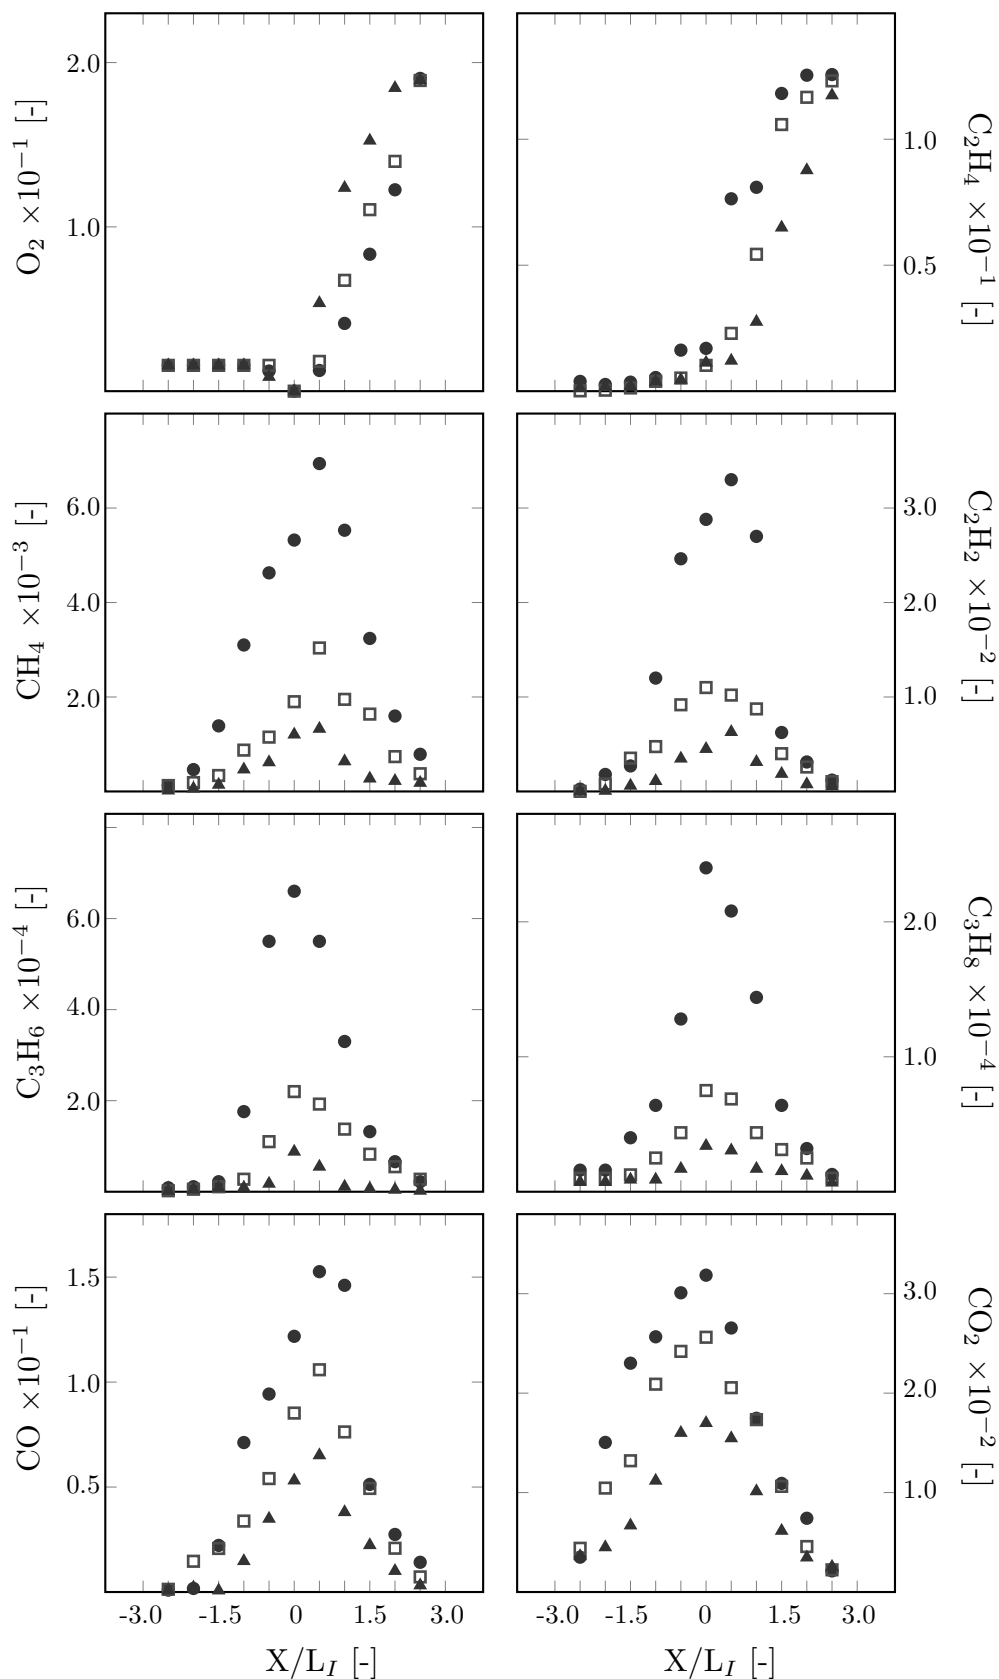 O₂ ×10⁻¹ [-]
2.0
1.0
C₂H₄ ×10⁻¹ [-]
1.0
0.5
CH₄ ×10⁻³ [-]
6.0
4.0
2.0
C₂H₂ ×10⁻² [-]
3.0
2.0
1.0
C₃H₆ ×10⁻⁴ [-]
6.0
4.0
2.0
C₃H₈ ×10⁻⁴ [-]
2.0
1.0
CO ×10⁻¹ [-]
1.5
1.0
0.5
CO₂ ×10⁻² [-]
3.0
2.0
1.0
-3.0 -1.5 0 1.5 3.0
-3.0 -1.5 0 1.5 3.0
X/L_I [-]
X/L_I [-]